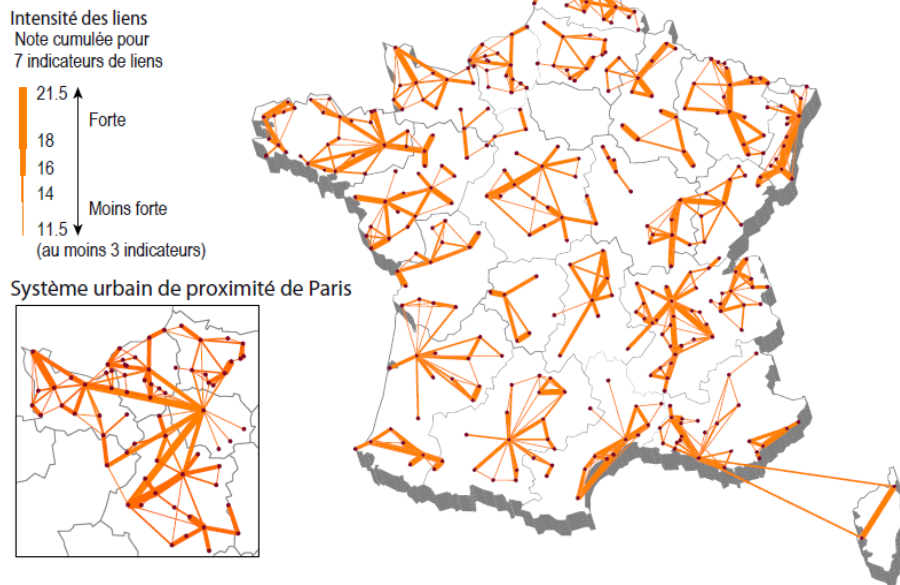 Intensité des liens
Note cumulée pour
7 indicateurs de liens
21.5
Forte
18
16
14
Moins forte
11.5
(au moins 3 indicateurs)
Système urbain de proximité de Paris